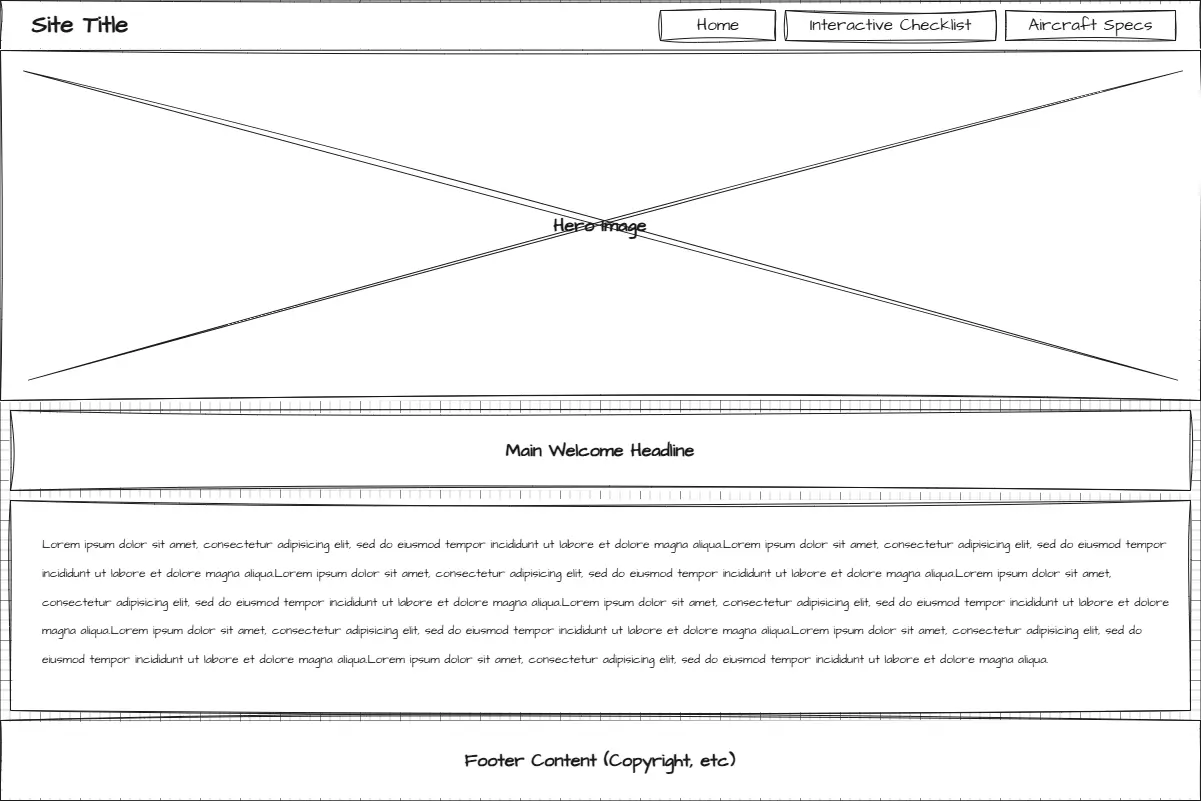 Site Title
Home
Interactive Checklist
Aircraft Specs
Hero Image
Main Welcome Headline
Lorem ipsum dolor sit amet, consectetur adipisicing elit, sed do eiusmod tempor incididunt ut labore et dolore magna aliqua.Lorem ipsum dolor sit amet, consectetur adipisicing elit, sed do eiusmod tempor
incididunt ut labore et dolore magna aliqua.Lorem ipsum dolor sit amet, consectetur adipisicing elit, sed do eiusmod tempor incididunt ut labore et dolore magna aliqua.Lorem ipsum dolor sit amet,
consectetur adipisicing elit, sed do eiusmod tempor incididunt ut labore et dolore magna aliqua.Lorem ipsum dolor sit amet, consectetur adipisicing elit, sed do eiusmod tempor incididunt ut labore et dolore
magna aliqua.Lorem ipsum dolor sit amet, consectetur adipisicing elit, sed do eiusmod tempor incididunt ut labore et dolore magna aliqua.Lorem ipsum dolor sit amet, consectetur adipisicing elit, sed do
eiusmod tempor incididunt ut labore et dolore magna aliqua.Lorem ipsum dolor sit amet, consectetur adipisicing elit, sed do eiusmod tempor incididunt ut labore et dolore magna aliqua.
Footer Content (Copyright, etc)